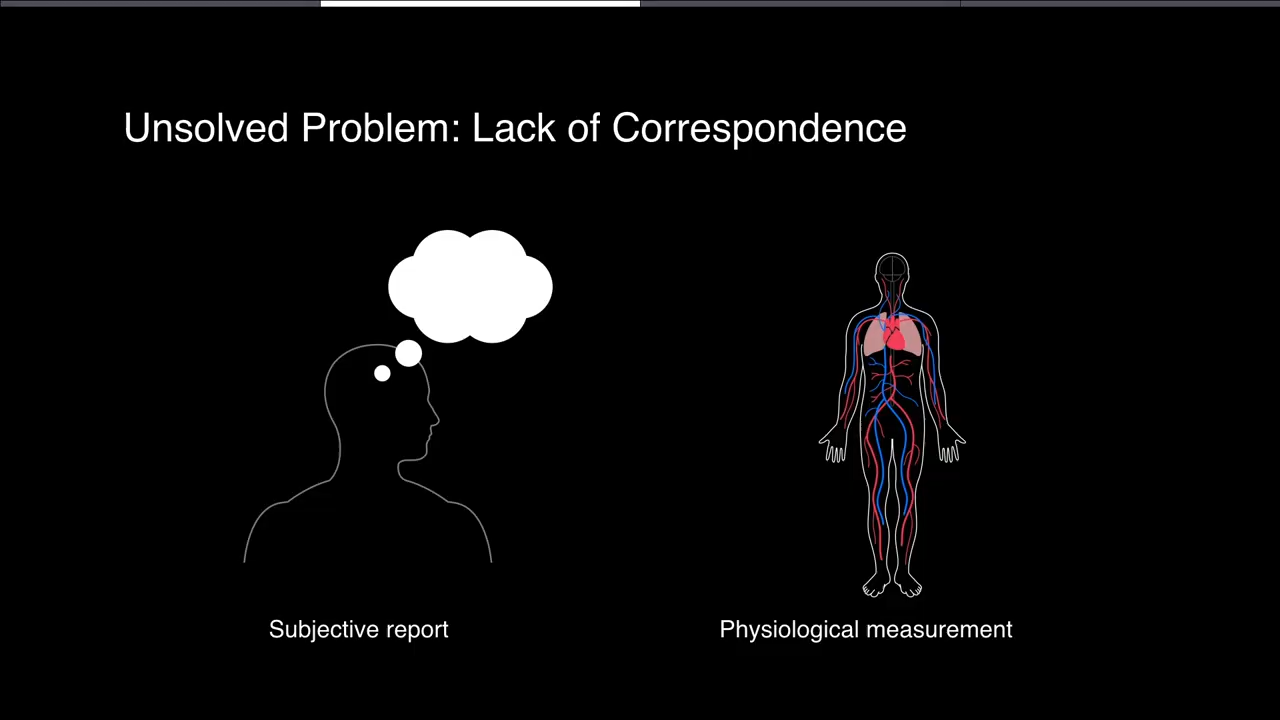 Unsolved Problem: Lack of Correspondence
Subjective report
Physiological measurement